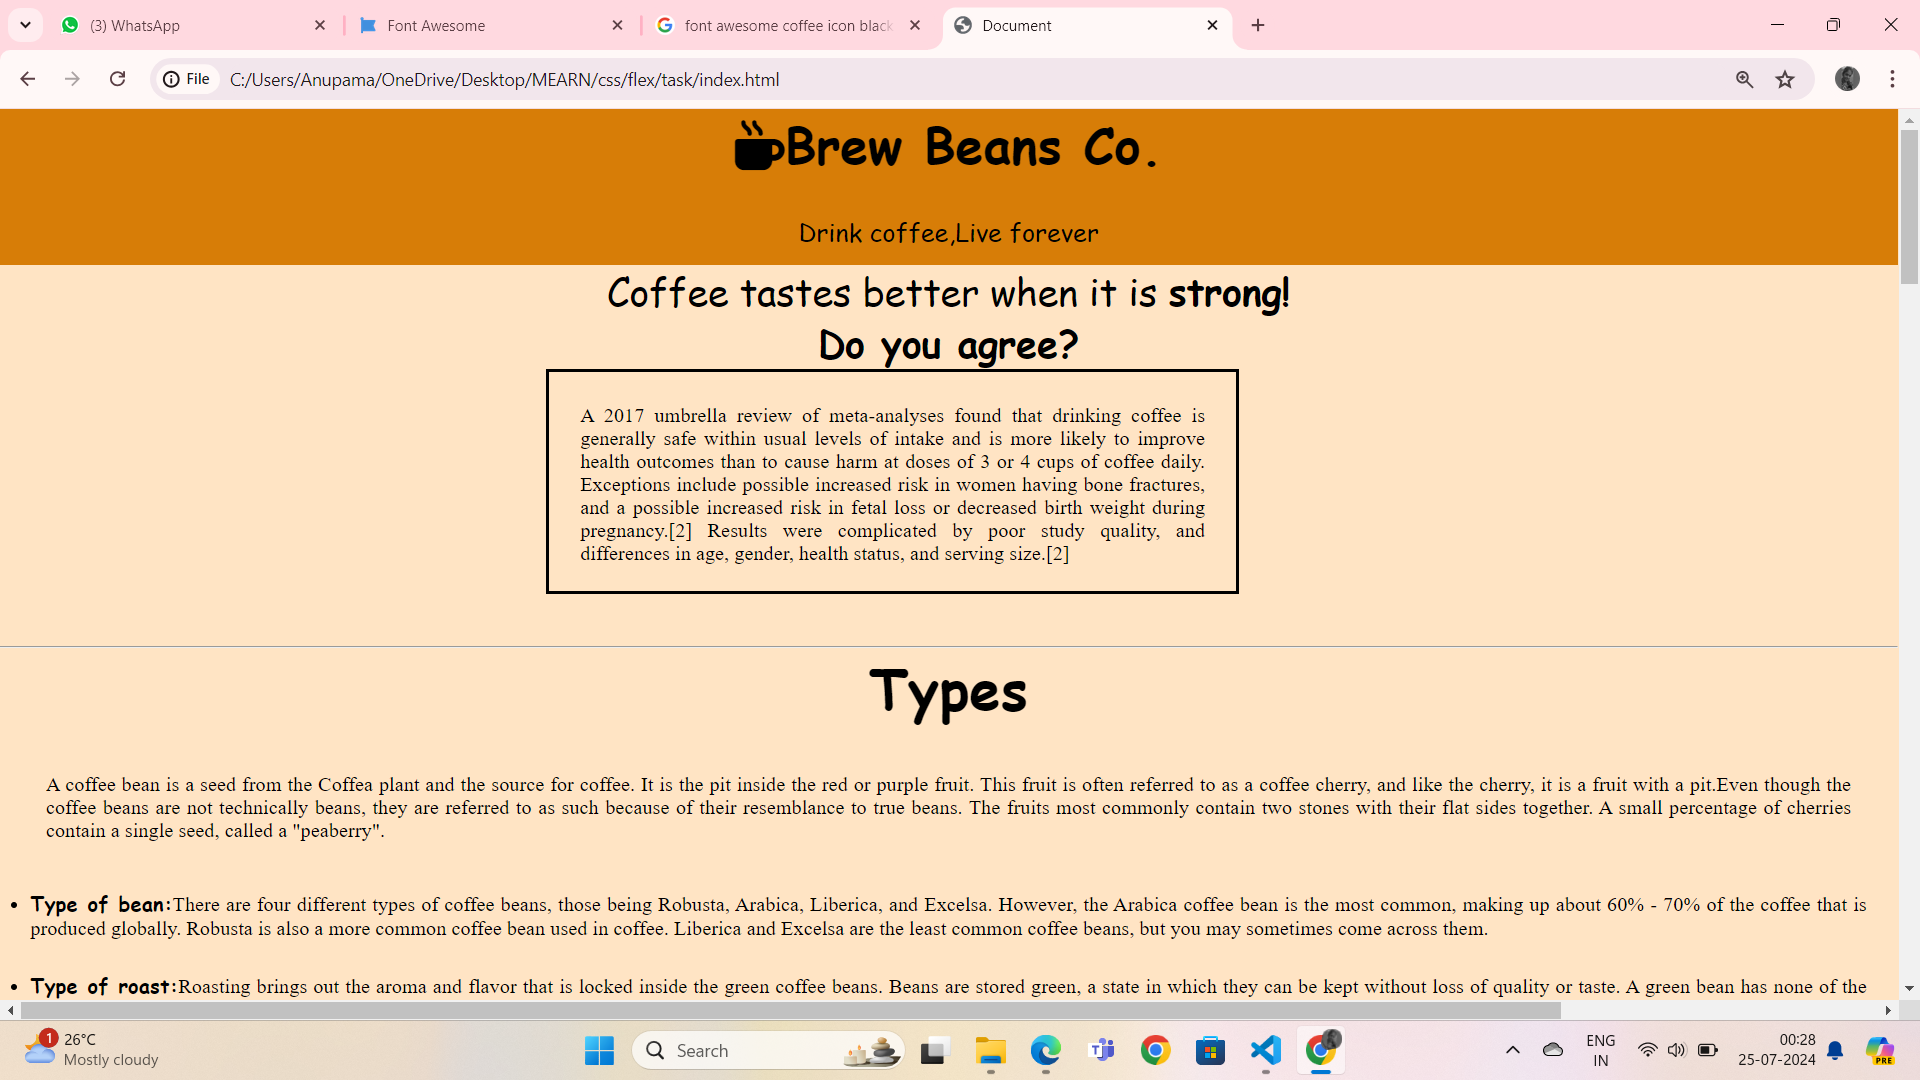 (3) WhatsApp
Font Awesome
font awesome coffee icon black
Document
File
C:/Users/Anupama/OneDrive/Desktop/MEARN/css/flex/task/index.html
Brew Beans Co.
Drink coffee,Live forever
Coffee tastes better when it is strong!
Do you agree?
A 2017 umbrella review of meta-analyses found that drinking coffee is
generally safe within usual levels of intake and is more likely to improve
health outcomes than to cause harm at doses of 3 or 4 cups of coffee daily.
Exceptions include possible increased risk in women having bone fractures,
and a possible increased risk in fetal loss or decreased birth weight during
pregnancy.[2] Results were complicated by poor study quality, and
differences in age, gender, health status, and serving size.[2]
Types
A coffee bean is a seed from the Coffea plant and the source for coffee. It is the pit inside the red or purple fruit. This fruit is often referred to as a coffee cherry, and like the cherry, it is a fruit with a pit.Even though the
coffee beans are not technically beans, they are referred to as such because of their resemblance to true beans. The fruits most commonly contain two stones with their flat sides together. A small percentage of cherries
contain a single seed, called a "peaberry".
• Type of bean:There are four different types of coffee beans, those being Robusta, Arabica, Liberica, and Excelsa. However, the Arabica coffee bean is the most common, making up about 60% - 70% of the coffee that is
produced globally. Robusta is also a more common coffee bean used in coffee. Liberica and Excelsa are the least common coffee beans, but you may sometimes come across them.
• Type of roast:Roasting brings out the aroma and flavor that is locked inside the green coffee beans. Beans are stored green, a state in which they can be kept without loss of quality or taste. A green bean has none of the
1
26°C
Mostly cloudy
Search
ENG
IN
00:28
25-07-2024
PRE